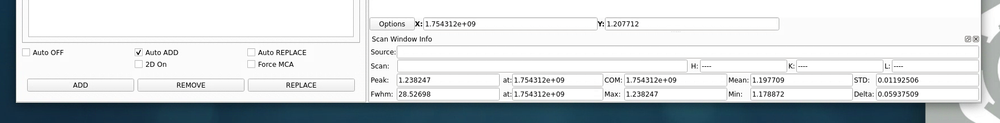 Options X: 1.754312e+09 Y: 1.207712
Scan Window Info
Source:
Auto OFF Auto ADD Auto REPLACE
2D On Force MCA
Scan: H: ---- K: ---- L: ----
ADD REMOVE REPLACE
Peak: 1.238247 at: 1.754312e+09 COM: 1.754312e+09 Mean: 1.197709 STD: 0.01192506
Fwhm: 28.52698 at: 1.754312e+09 Max: 1.238247 Min: 1.178872 Delta: 0.05937509